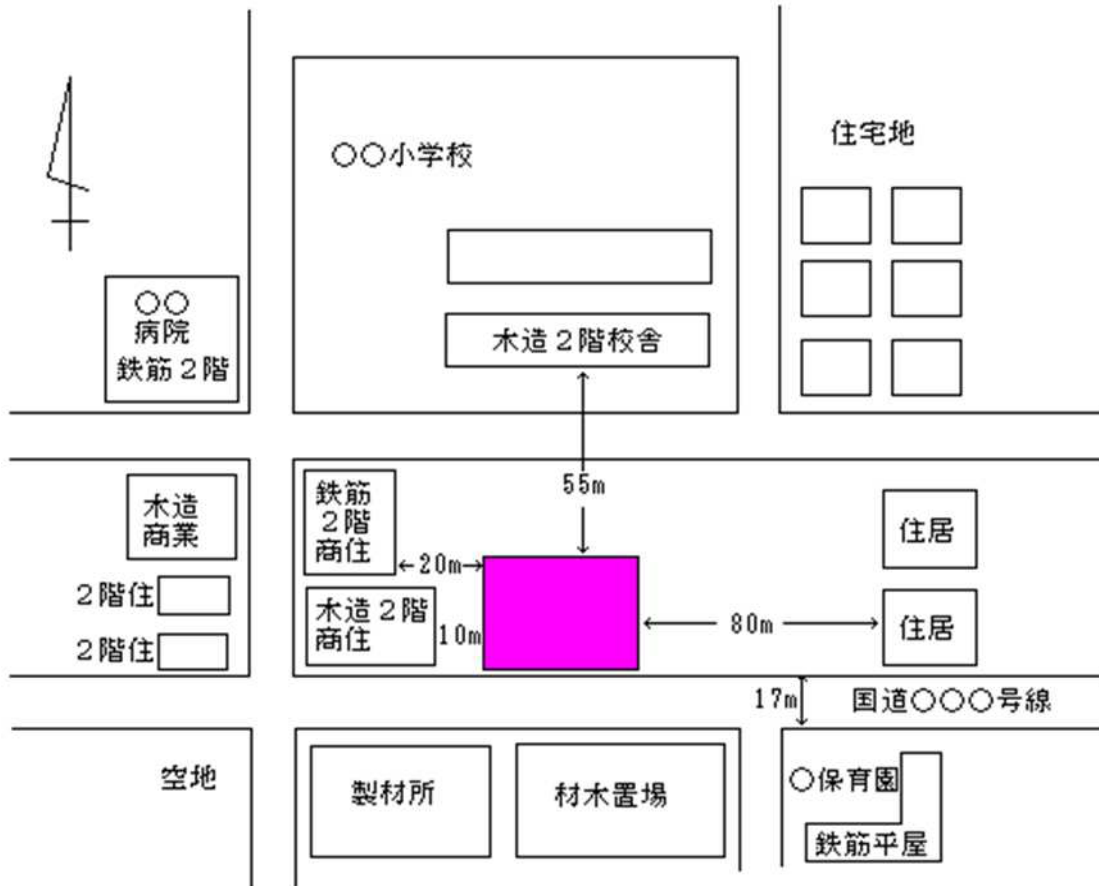 ○○小学校
住宅地
○○
病院
鉄筋2階
木造2階校舎
55m
鉄筋
2階
商住
木造
商業
住居
←20m→
2階住
木造2階
商住
10m
80m
住居
2階住
17m
国道○○○号線
空地
製材所
材木置場
○保育園
鉄筋平屋